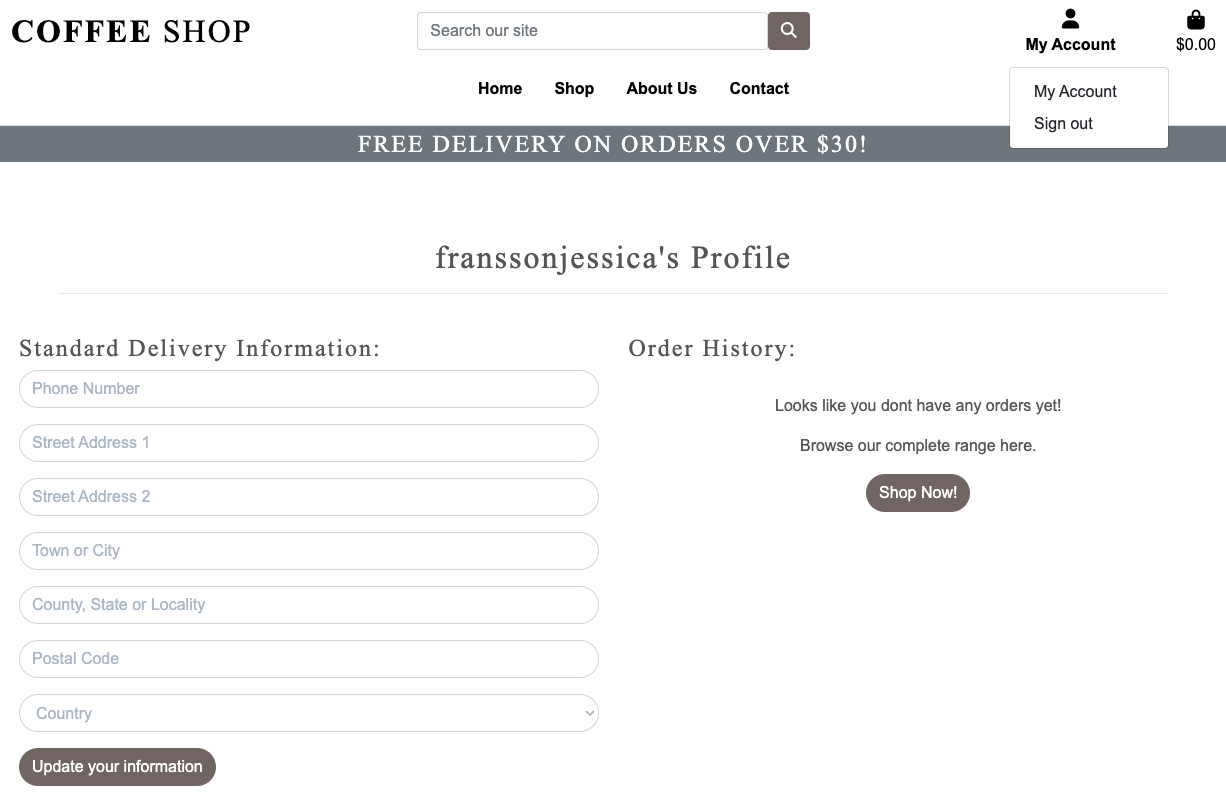 COFFEE SHOP
Search our site
My Account
$0.00
My Account
Sign out
Home Shop About Us Contact
FREE DELIVERY ON ORDERS OVER $30!
franssonjessica's Profile
Standard Delivery Information:
Phone Number
Street Address 1
Street Address 2
Town or City
County, State or Locality
Postal Code
Country
Update your information
Order History:
Looks like you dont have any orders yet!
Browse our complete range here.
Shop Now!